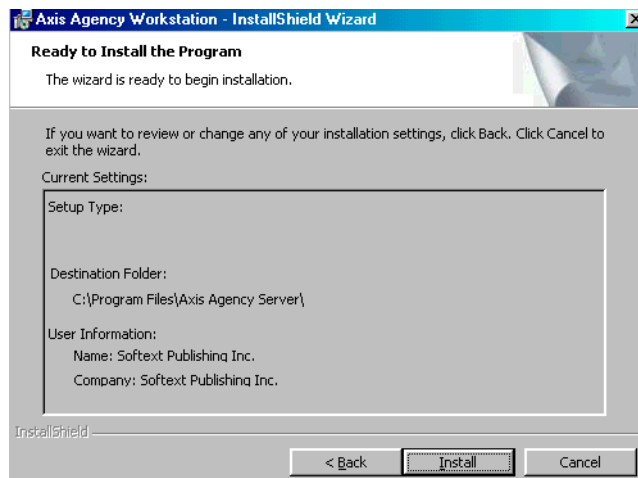 Axis Agency Workstation - InstallShield Wizard
Ready to Install the Program
The wizard is ready to begin installation.
If you want to review or change any of your installation settings, click Back. Click Cancel to
exit the wizard.
Current Settings:
Setup Type:
Destination Folder:
C:\Program Files\Axis Agency Server\
User Information:
Name: Softext Publishing Inc.
Company: Softext Publishing Inc.
InstallShield
< Back Install Cancel